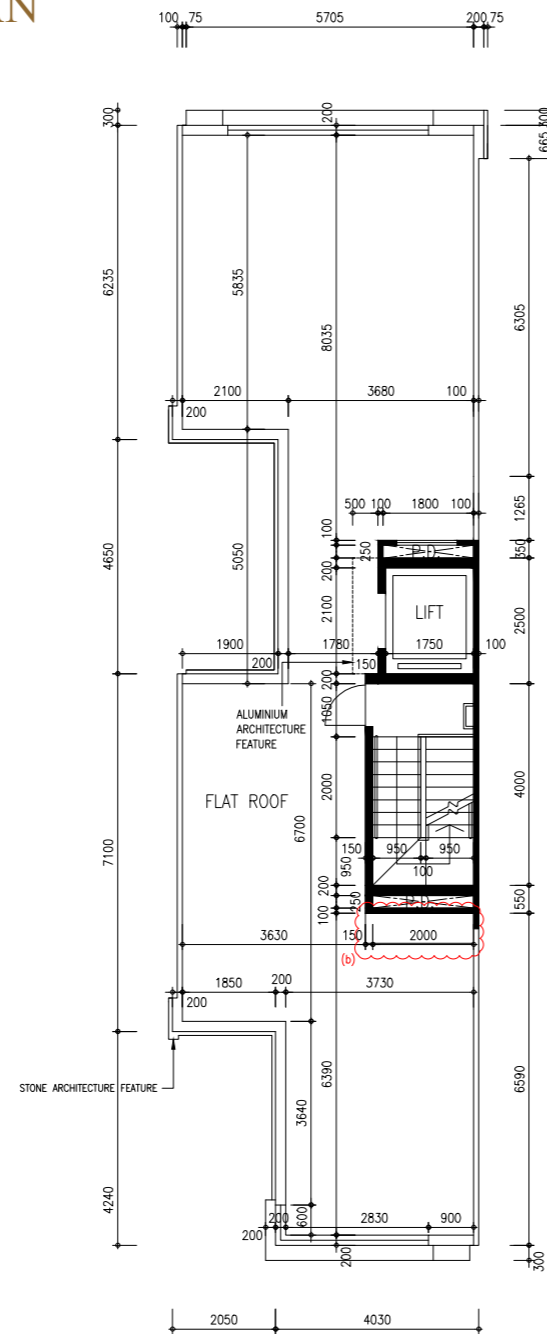 AN
100 75 5705 200 75
300 200 300
665
6235 5835 8035 6305
2100 3680 100
200
500 100 1800 100
1265
100 250 P.D. 350
200
4650 5050 2100 LIFT 2500
1900 1780 1750 100
200 150
200
ALUMINIUM
ARCHITECTURE
FEATURE
1050
FLAT ROOF
2000 4000
7100 6700
150 950 950
100
950
200
250 P.D. 550
100
3630 150 2000
(b)
1850 200 3730
200
STONE ARCHITECTURE FEATURE
3640 6390 6590
4240
200 2830 900
200 600
200 300
2050 4030